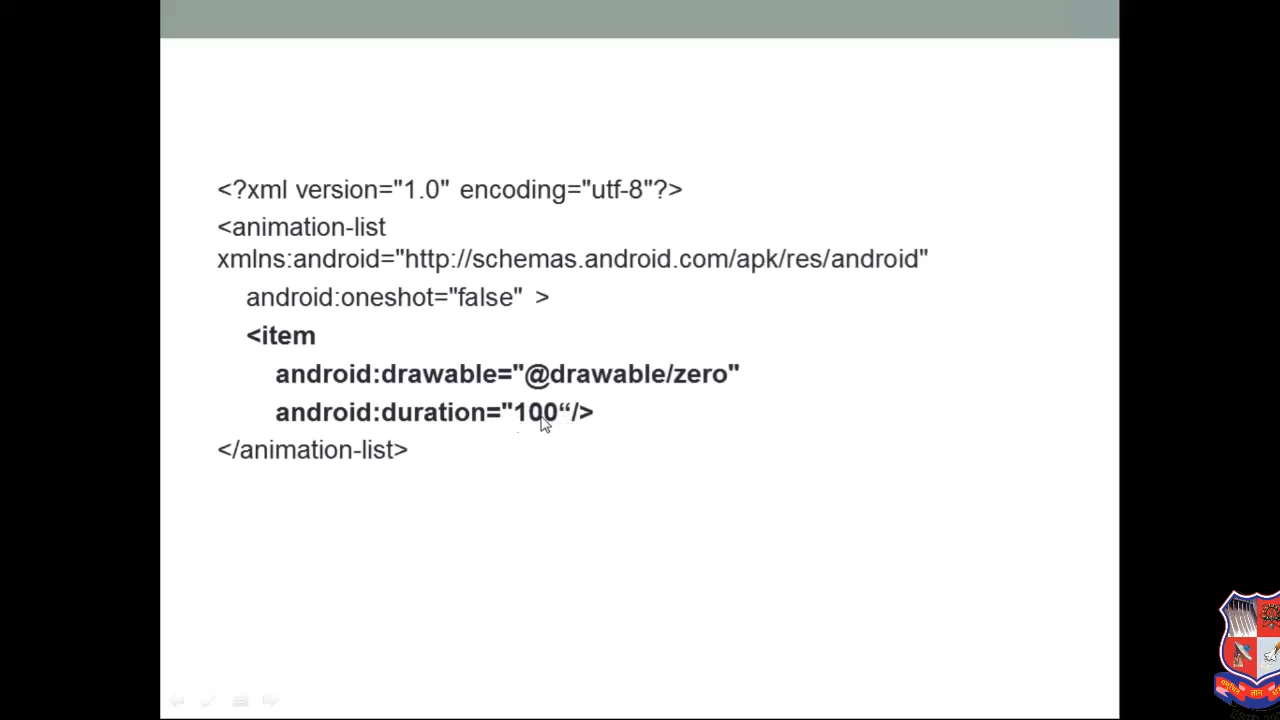 <?xml version="1.0" encoding="utf-8"?>
<animation-list
xmlns:android="http://schemas.android.com/apk/res/android"
android:oneshot="false" >
<item
android:drawable="@drawable/zero"
android:duration="100“/>
</animation-list>